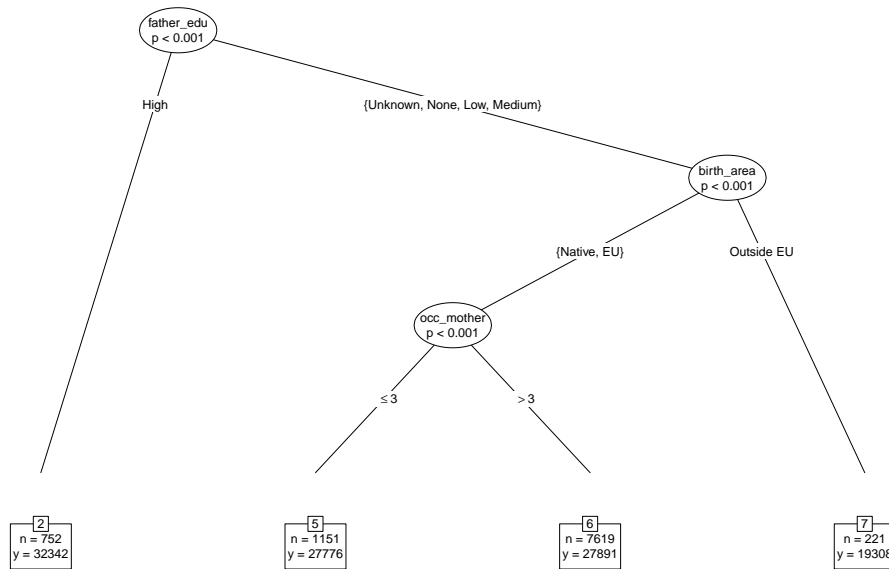 father_edu
p < 0.001
High
{Unknown, None, Low, Medium}
birth_area
p < 0.001
{Native, EU}
Outside EU
occ_mother
p < 0.001
≤ 3
> 3
2
n = 752
y = 32342
5
n = 1151
y = 27776
6
n = 7619
y = 27891
7
n = 221
y = 19308